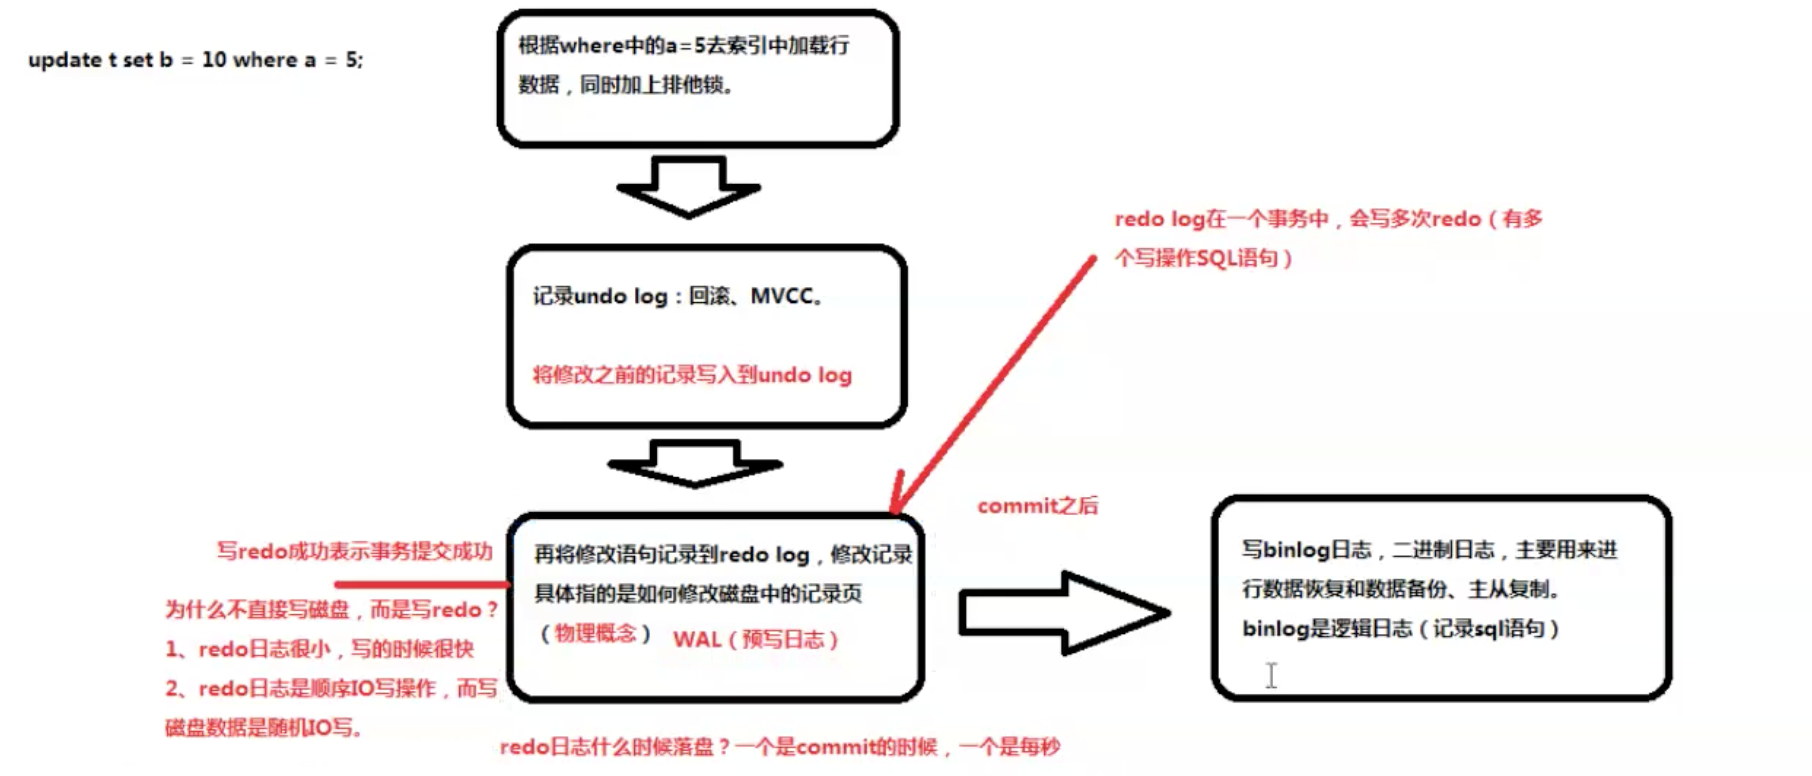 update t set b = 10 where a = 5;
根据where中的a=5去索引中加载行
数据，同时加上排他锁。
redo log在一个事务中，会写多次redo（有多
个写操作SQL语句）
记录undo log：回滚、MVCC。
将修改之前的记录写入到undo log
commit之后
写redo成功表示事务提交成功
为什么不直接写磁盘，而是写redo？
1、redo日志很小，写的时候很快
2、redo日志是顺序IO写操作，而写
磁盘数据是随机IO写。
再将修改语句记录到redo log，修改记录
具体指的是如何修改磁盘中的记录页
（物理概念） WAL（预写日志）
写binlog日志，二进制日志，主要用来进
行数据恢复和数据备份、主从复制。
binlog是逻辑日志（记录sql语句）
redo日志什么时候落盘？一个是commit的时候，一个是每秒